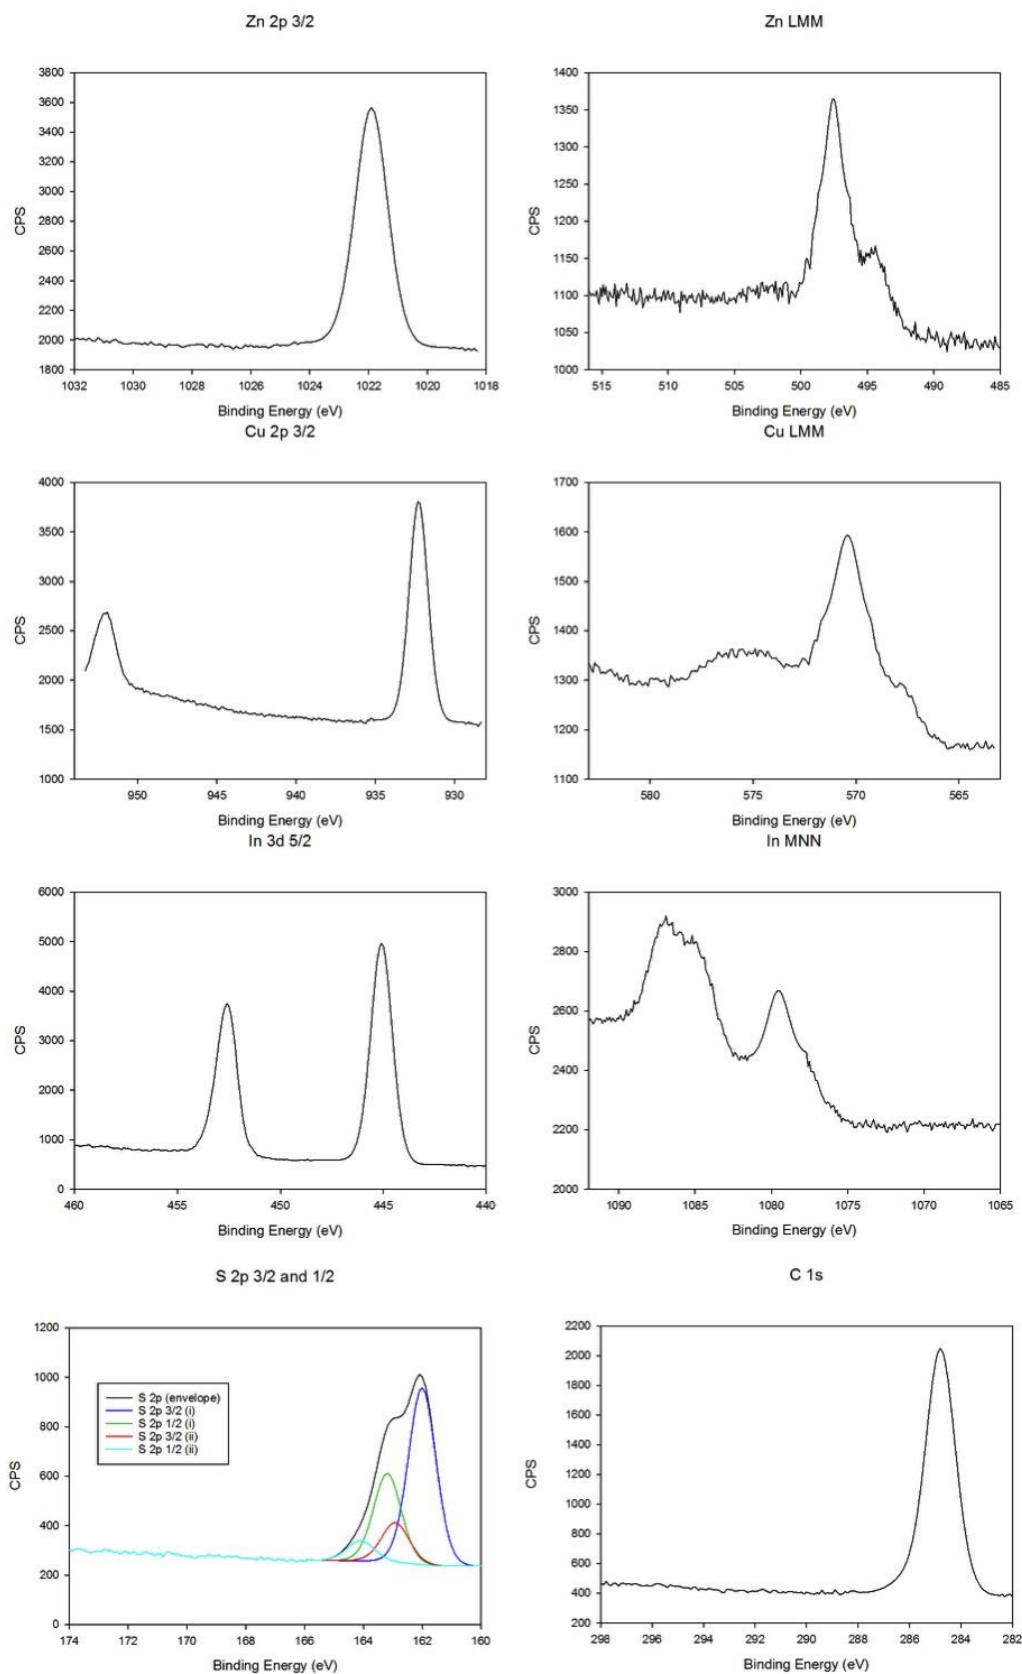 Zn 2p 3/2
CPS
3800
3600
3400
3200
3000
2800
2600
2400
2200
2000
1800
1032 1030 1028 1026 1024 1022 1020 1018
Binding Energy (eV)
Zn LMM
CPS
1400
1350
1300
1250
1200
1150
1100
1050
1000
515 510 505 500 495 490 485
Binding Energy (eV)
Cu 2p 3/2
CPS
4000
3500
3000
2500
2000
1500
1000
950 945 940 935 930
Binding Energy (eV)
Cu LMM
CPS
1700
1600
1500
1400
1300
1200
1100
580 575 570 565
Binding Energy (eV)
In 3d 5/2
CPS
6000
5000
4000
3000
2000
1000
0
460 455 450 445 440
Binding Energy (eV)
In MNN
CPS
3000
2800
2600
2400
2200
2000
1090 1085 1080 1075 1070 1065
Binding Energy (eV)
S 2p 3/2 and 1/2
CPS
1200
1000
800
600
400
200
0
S 2p (envelope)
S 2p 3/2 (i)
S 2p 1/2 (i)
S 2p 3/2 (ii)
S 2p 1/2 (ii)
174 172 170 168 166 164 162 160
Binding Energy (eV)
C 1s
CPS
2200
2000
1800
1600
1400
1200
1000
800
600
400
200
298 296 294 292 290 288 286 284 282
Binding Energy (eV)